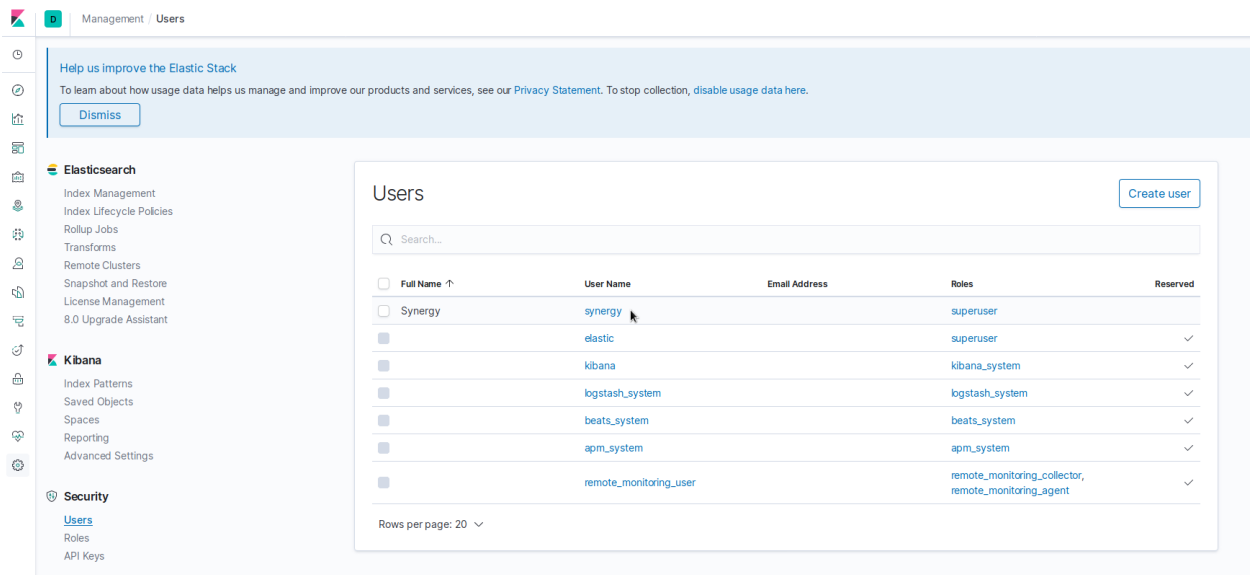 D Management / Users
Help us improve the Elastic Stack
To learn about how usage data helps us manage and improve our products and services, see our Privacy Statement. To stop collection, disable usage data here.
Dismiss
Elasticsearch
Index Management
Index Lifecycle Policies
Rollup Jobs
Transforms
Remote Clusters
Snapshot and Restore
License Management
8.0 Upgrade Assistant
Kibana
Index Patterns
Saved Objects
Spaces
Reporting
Advanced Settings
Security
Users
Roles
API Keys
Users
Create user
Search...
Full Name User Name Email Address Roles Reserved
Synergy synergy superuser
elastic superuser
kibana kibana_system
logstash_system logstash_system
beats_system beats_system
apm_system apm_system
remote_monitoring_user remote_monitoring_collector,
remote_monitoring_agent
Rows per page: 20